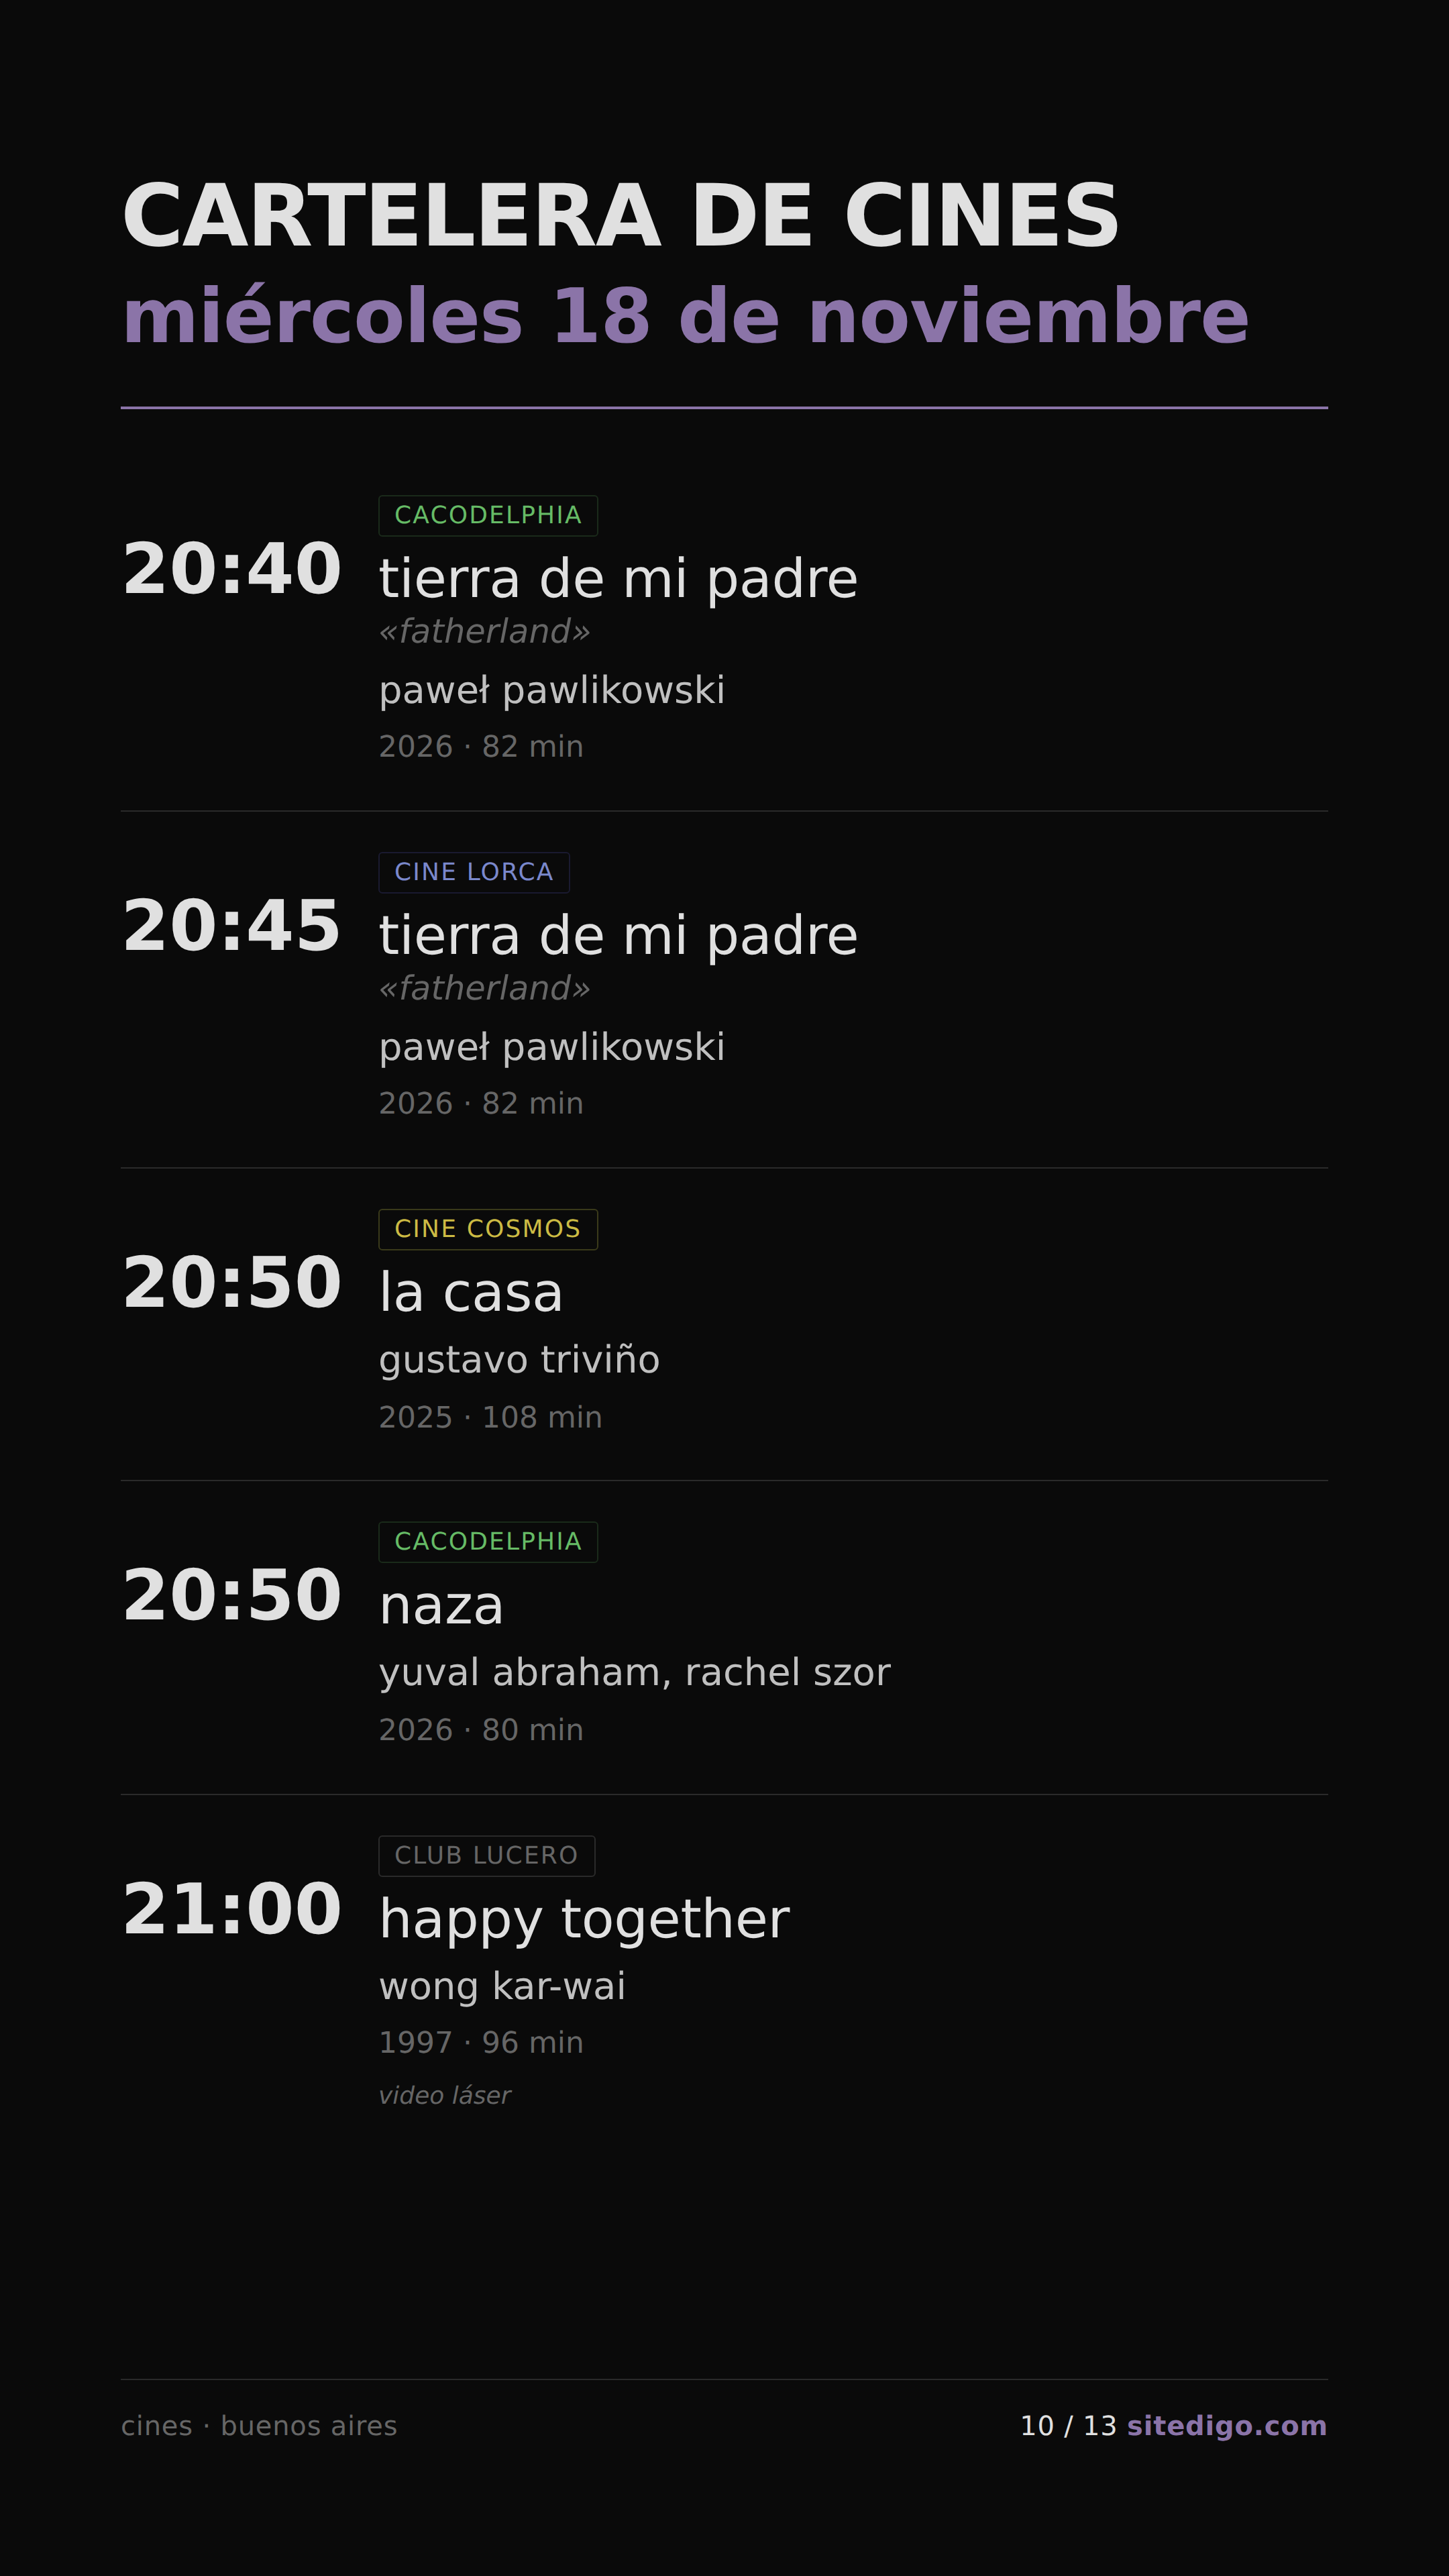 CARTELERA DE CINES
miércoles 18 de noviembre
CACODELPHIA
20:40
tierra de mi padre
«fatherland»
paweł pawlikowski
2026 · 82 min
CINE LORCA
20:45
tierra de mi padre
«fatherland»
paweł pawlikowski
2026 · 82 min
CINE COSMOS
20:50
la casa
gustavo triviño
2025 · 108 min
CACODELPHIA
20:50
naza
yuval abraham, rachel szor
2026 · 80 min
CLUB LUCERO
21:00
happy together
wong kar-wai
1997 · 96 min
video láser
cines · buenos aires
10 / 13 sitedigo.com